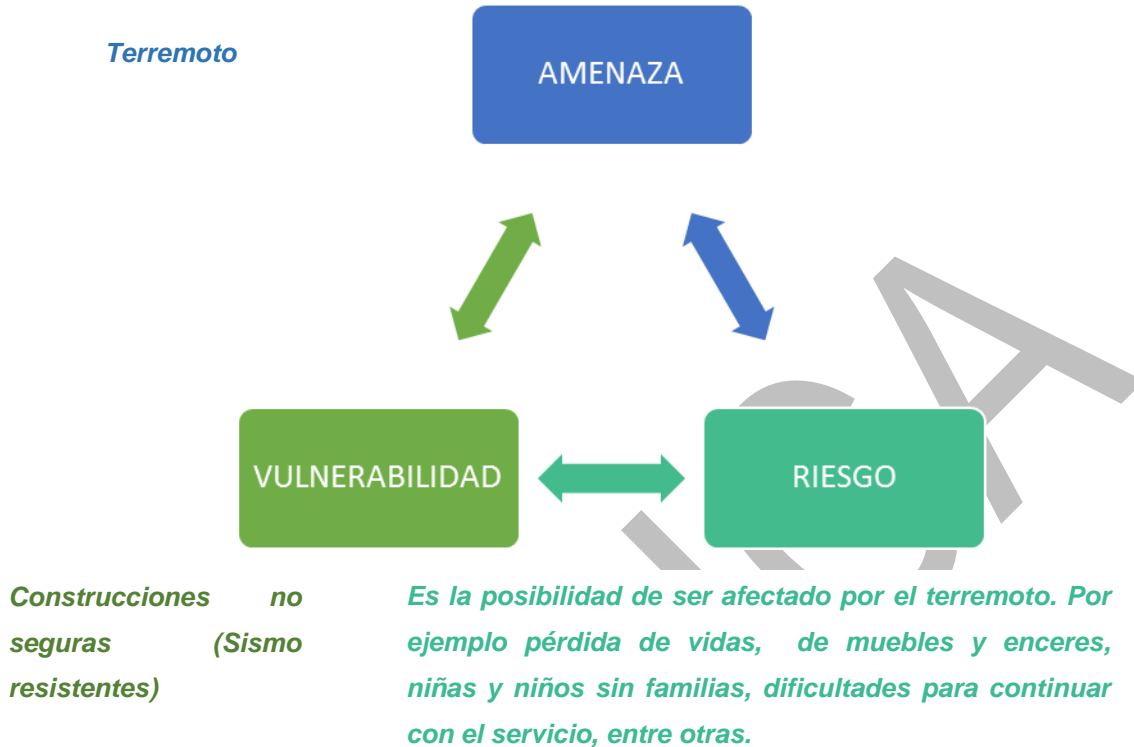 Terremoto
AMENAZA
VULNERABILIDAD
RIESGO
Construcciones no
seguras (Sismo
resistentes)
Es la posibilidad de ser afectado por el terremoto. Por
ejemplo pérdida de vidas, de muebles y enceres,
niñas y niños sin familias, dificultades para continuar
con el servicio, entre otras.